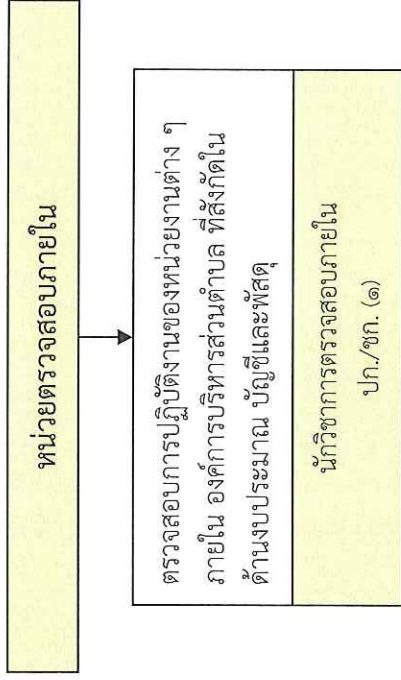 หน่วยตรวจสอบภายใน
ตรวจสอบการปฏิบัติงานของหน่วยงานต่าง ๆ
ภายใน องค์การบริหารส่วนตำบล ที่สังกัดใน
ด้านงบประมาณ บัญชีและพัสดุ
นักวิชาการตรวจสอบภายใน
ปก./ชก. (๑)